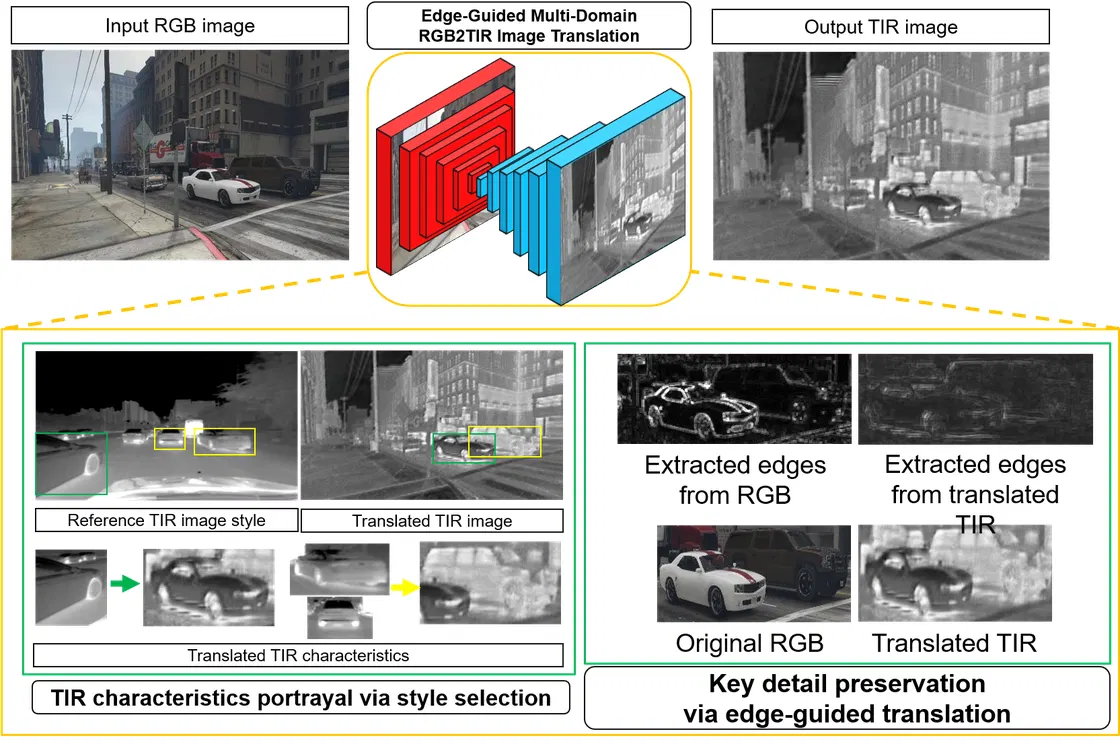 Input RGB image
Edge-Guided Multi-Domain
RGB2TIR Image Translation
Output TIR image
Reference TIR image style
Translated TIR image
Translated TIR characteristics
TIR characteristics portrayal via style selection
Extracted edges
from RGB
Extracted edges
from translated
TIR
Original RGB
Translated TIR
Key detail preservation
via edge-guided translation